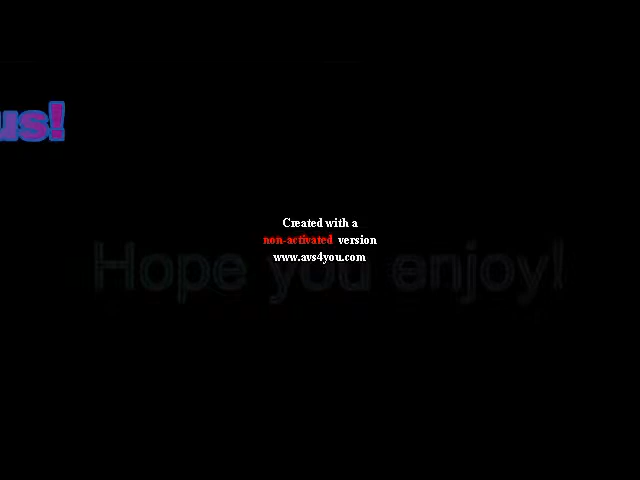 us!
Created with a
non-activated version
www.avs4you.com
Hope you enjoy!